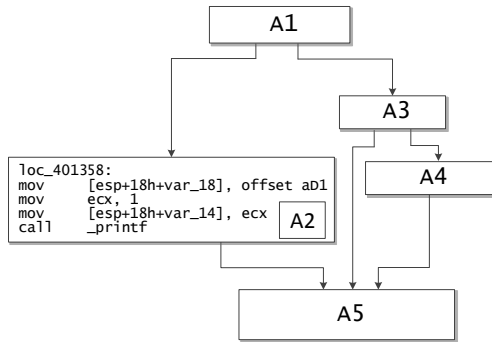 A1
A3
loc_401358:
mov [esp+18h+var_18], offset aD1
mov ecx, 1
mov [esp+18h+var_14], ecx
call _printf
A2
A4
A5